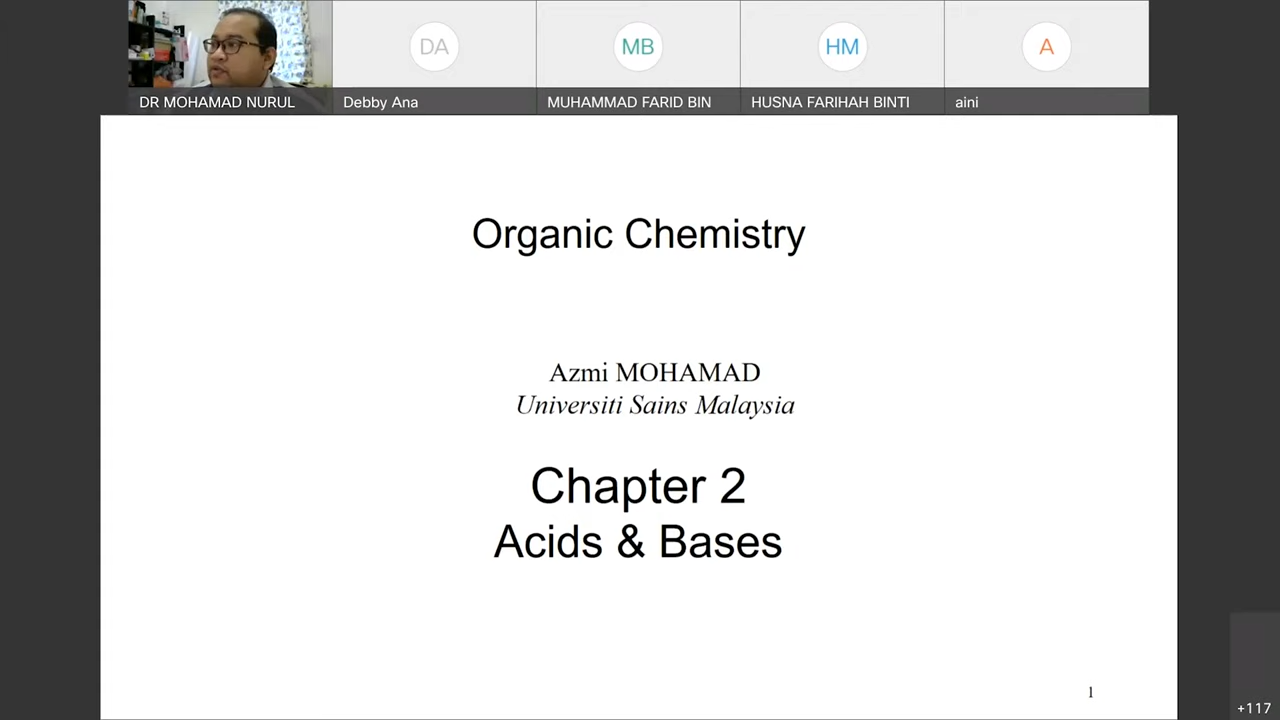 DA
MB
HM
A
DR MOHAMAD NURUL
Debby Ana
MUHAMMAD FARID BIN
HUSNA FARIHAH BINTI
aini
Organic Chemistry
Azmi MOHAMAD
Universiti Sains Malaysia
Chapter 2
Acids & Bases
1
+117